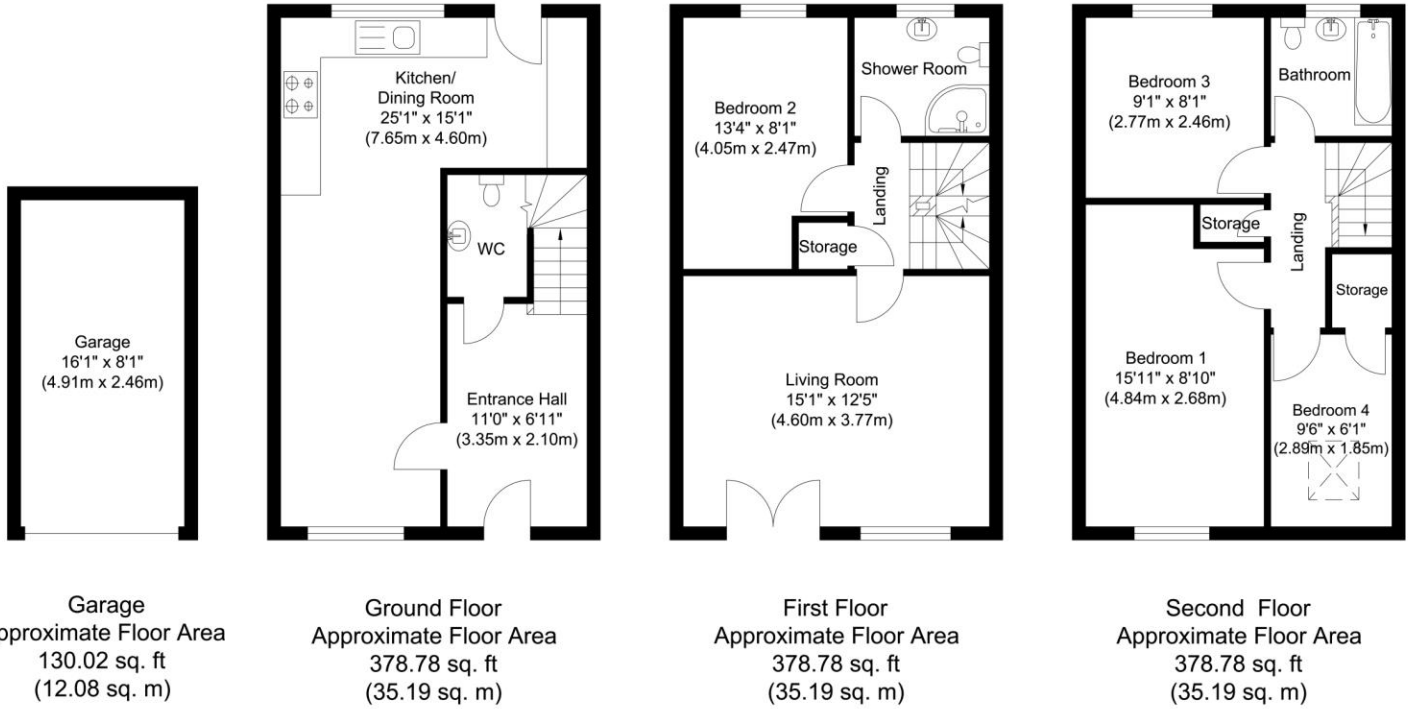 Garage
16'1" x 8'1"
(4.91m x 2.46m)
Kitchen/
Dining Room
25'1" x 15'1"
(7.65m x 4.60m)
WC
Entrance Hall
11'0" x 6'11"
(3.35m x 2.10m)
Bedroom 2
13'4" x 8'1"
(4.05m x 2.47m)
Shower Room
Landing
Storage
Living Room
15'1" x 12'5"
(4.60m x 3.77m)
Bedroom 3
9'1" x 8'1"
(2.77m x 2.46m)
Bathroom
Storage
Landing
Storage
Bedroom 1
15'11" x 8'10"
(4.84m x 2.68m)
Bedroom 4
9'6" x 6'1"
(2.89m x 1.85m)
Garage
pproximate Floor Area
130.02 sq. ft
(12.08 sq. m)
Ground Floor
Approximate Floor Area
378.78 sq. ft
(35.19 sq. m)
First Floor
Approximate Floor Area
378.78 sq. ft
(35.19 sq. m)
Second Floor
Approximate Floor Area
378.78 sq. ft
(35.19 sq. m)